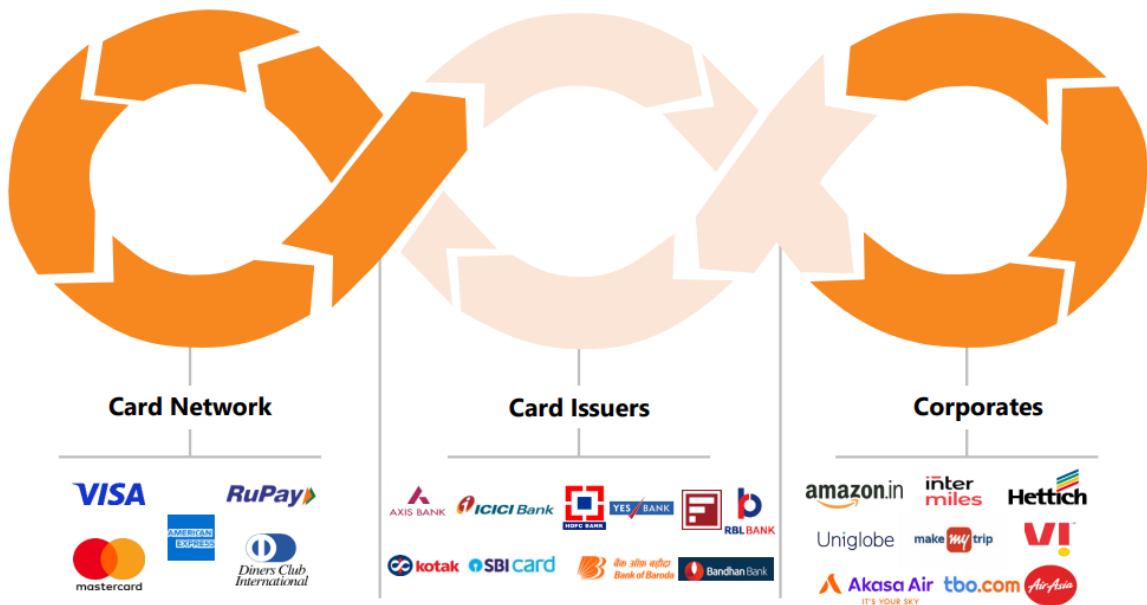 Card Network
VISA
RuPay
AMERICAN
EXPRESS
mastercard
Diners Club
International
Card Issuers
AXIS BANK
ICICI Bank
HDFC BANK
YES BANK
RBL BANK
kotak
SBI card
बैंक ऑफ़ बड़ौदा
Bank of Baroda
Bandhan Bank
Corporates
amazon.in
inter
miles
Hettich
Uniglobe
make my trip
V!
Akasa Air
IT'S YOUR SKY
tbo.com
Air-Asia